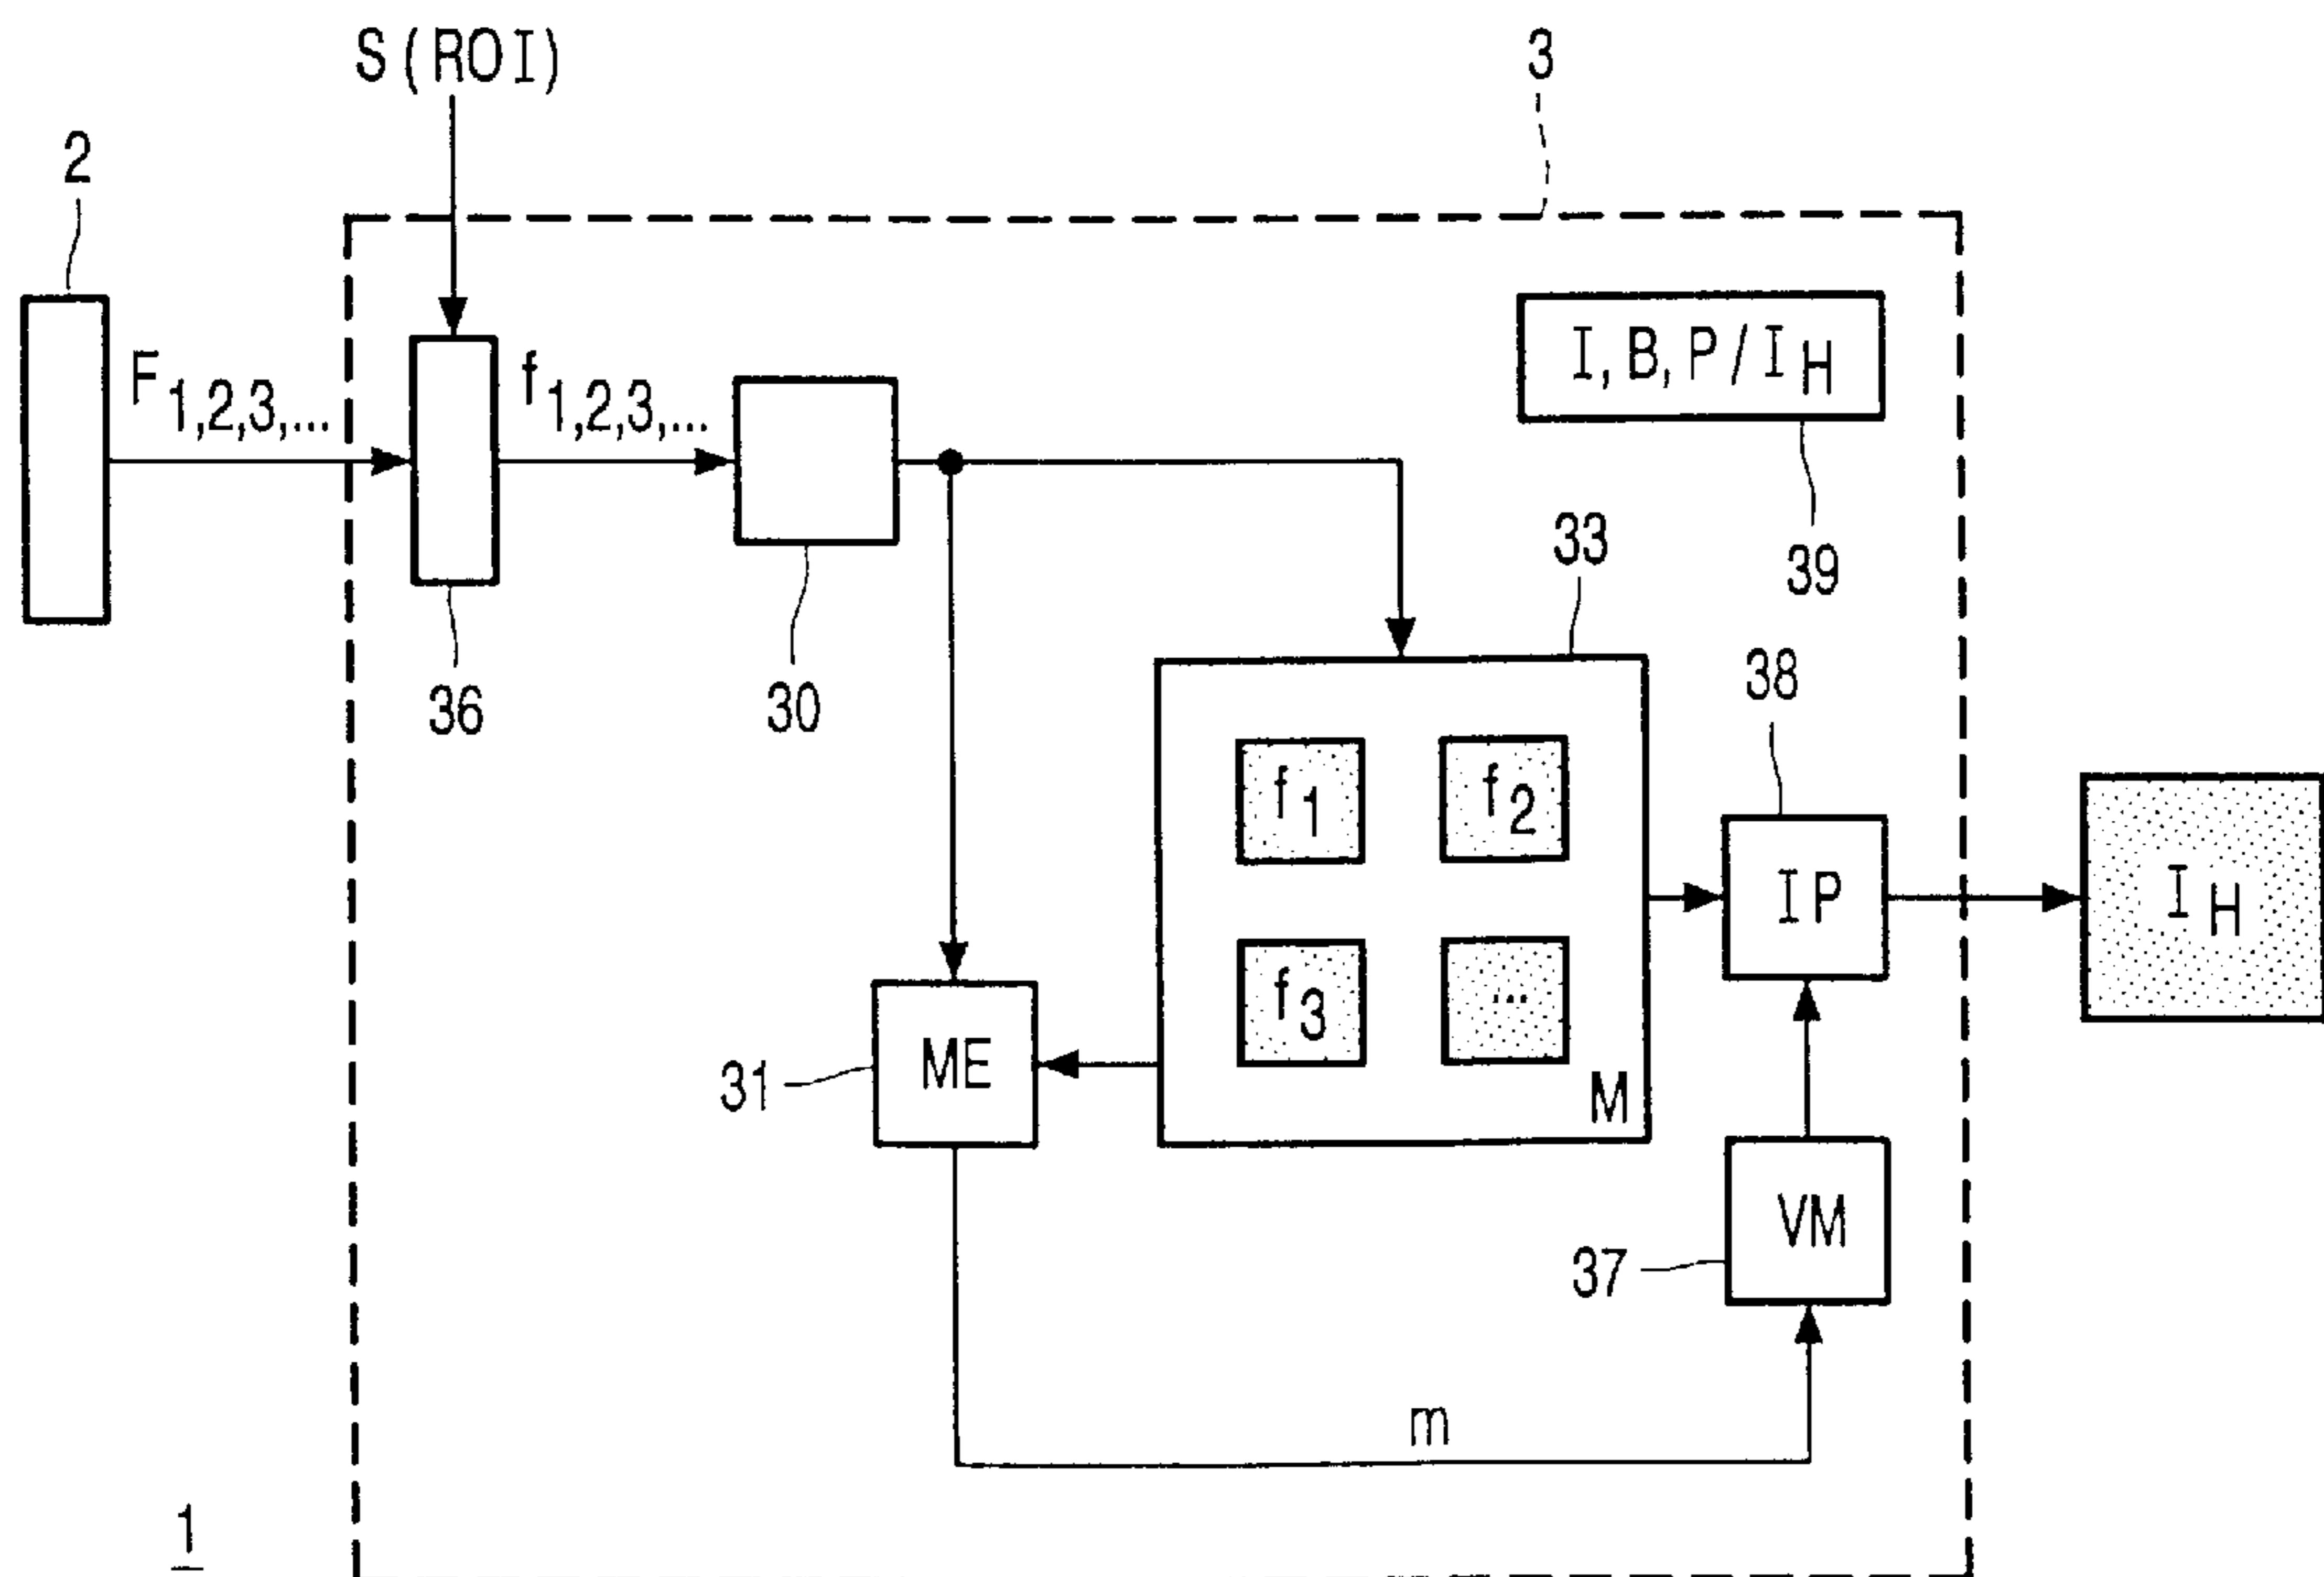 S(ROI)
3
2
F1,2,3,...
f1,2,3,...
I,B,P/IH
39
36
30
33
38
f1
f2
f3
...
M
IP
IH
31
ME
37
VM
m
1